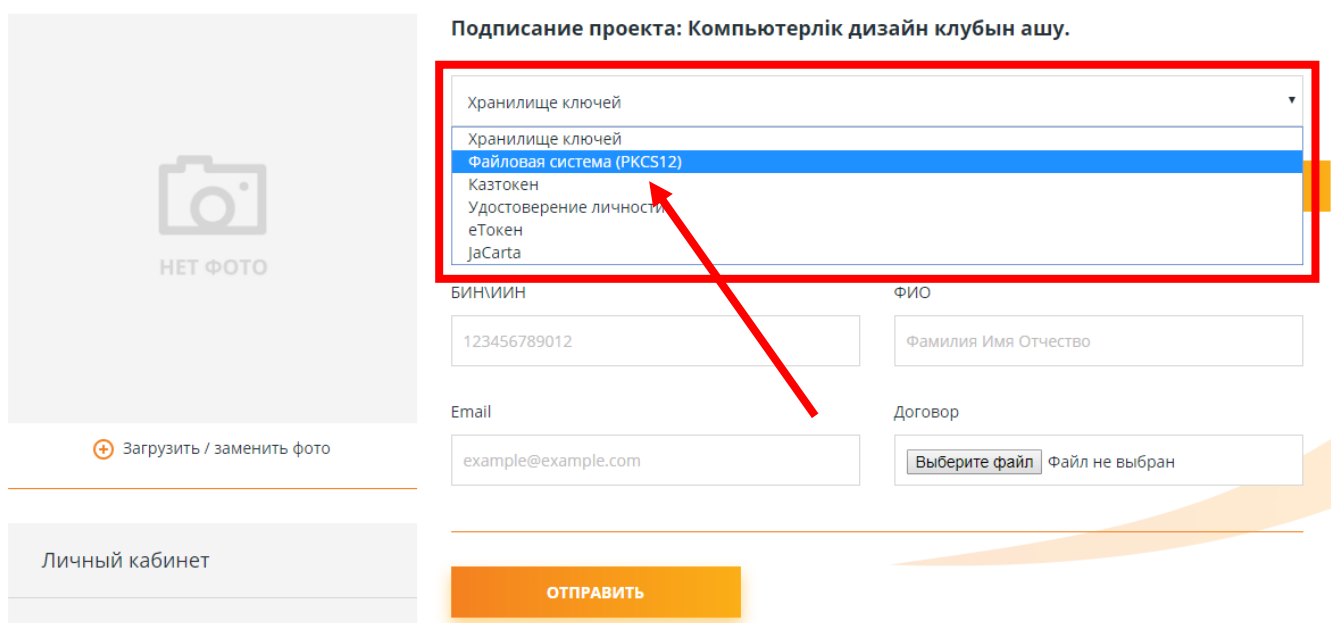 Подписание проекта: Компьютерлік дизайн клубын ашу.
Хранилище ключей
Хранилище ключей
Файловая система (PKCS12)
Казтокен
Удостоверение личности
еТокен
JaCarta
НЕТ ФОТО
Загрузить / заменить фото
Личный кабинет
БИН\ИИН
ФИО
123456789012
Фамилия Имя Отчество
Email
Договор
example@example.com
Выберите файл Файл не выбран
ОТПРАВИТЬ